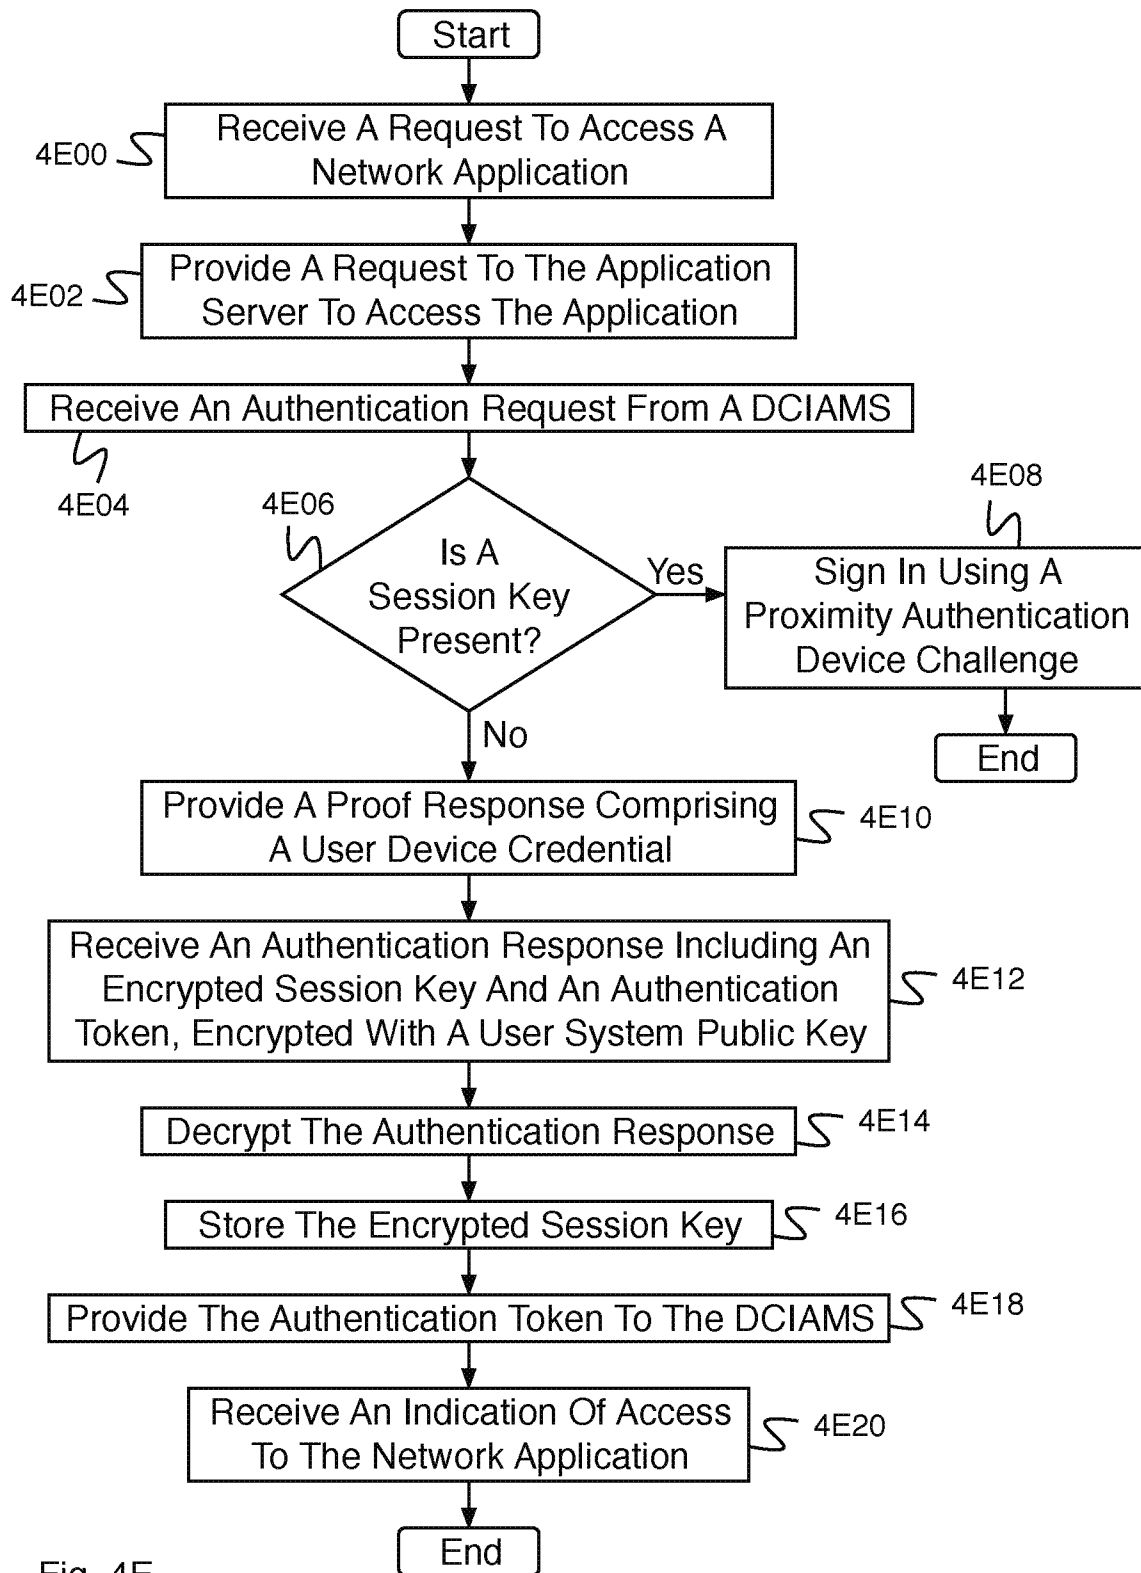 Start
4E00
Receive A Request To Access A
Network Application
4E02
Provide A Request To The Application
Server To Access The Application
Receive An Authentication Request From A DCIAMS
4E04
4E06
Is A
Session Key
Present?
Yes
4E08
Sign In Using A
Proximity Authentication
Device Challenge
End
No
Provide A Proof Response Comprising
A User Device Credential
4E10
Receive An Authentication Response Including An
Encrypted Session Key And An Authentication
Token, Encrypted With A User System Public Key
4E12
Decrypt The Authentication Response
4E14
Store The Encrypted Session Key
4E16
Provide The Authentication Token To The DCIAMS
4E18
Receive An Indication Of Access
To The Network Application
4E20
End
Fig. 4E